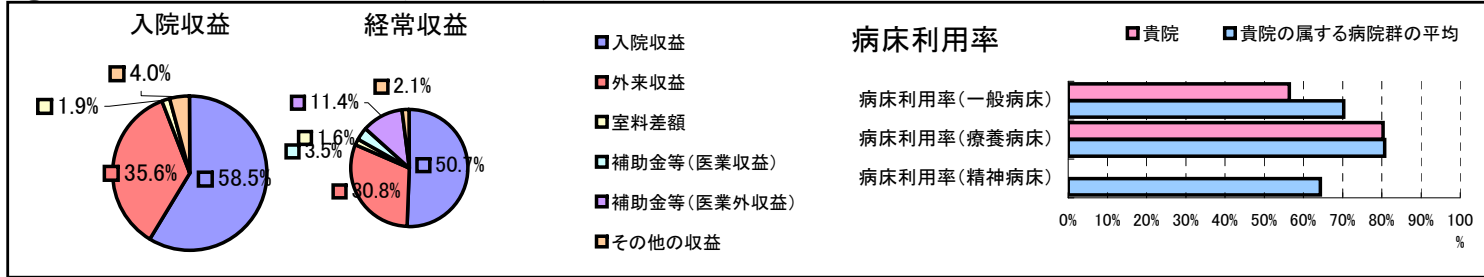 入院収益
4.0%
1.9%
35.6%
58.5%
経常収益
2.1%
11.4%
1.6%
3.5%
30.8%
50.7%
入院収益
外来収益
室料差額
補助金等(医業収益)
補助金等(医業外収益)
その他の収益
病床利用率
貴院 貴院の属する病院群の平均
病床利用率(一般病床)
病床利用率(療養病床)
病床利用率(精神病床)
0% 10% 20% 30% 40% 50% 60% 70% 80% 90% 100
%